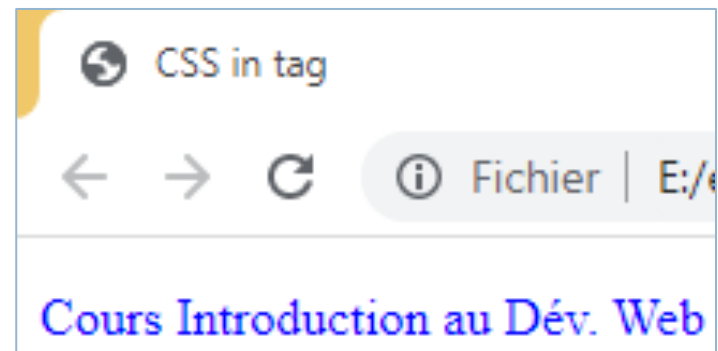 CSS in tag
Fichier | E:/
Cours Introduction au Dév. Web